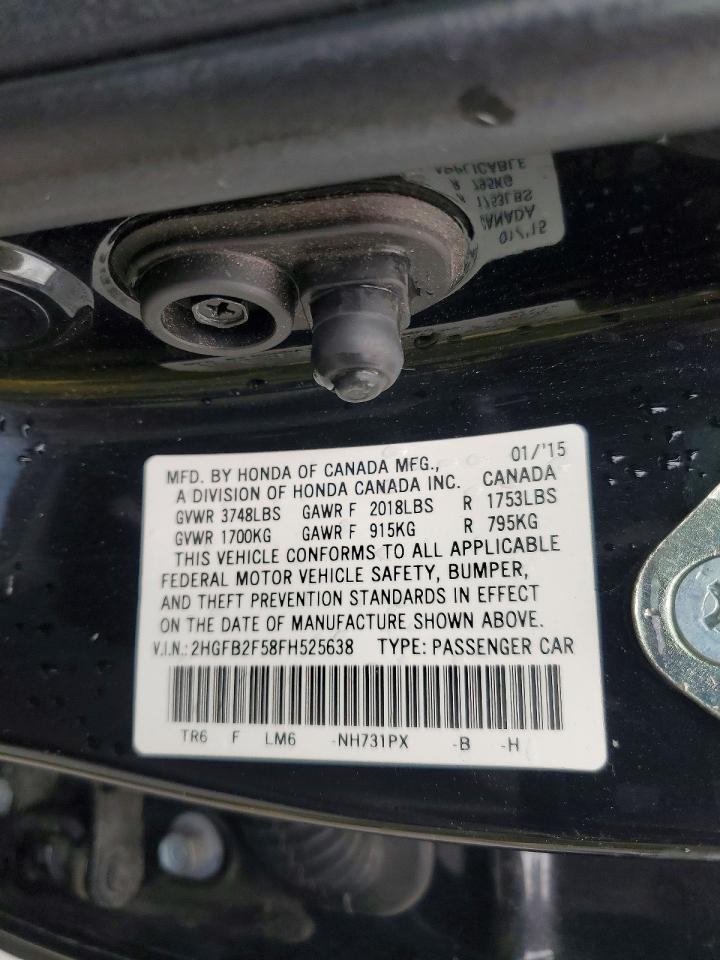 MFD. BY HONDA OF CANADA MFG., 01/'15
A DIVISION OF HONDA CANADA INC. CANADA
GVWR 3748LBS GAWR F 2018LBS R 1753LBS
GVWR 1700KG GAWR F 915KG R 795KG
THIS VEHICLE CONFORMS TO ALL APPLICABLE
FEDERAL MOTOR VEHICLE SAFETY, BUMPER,
AND THEFT PREVENTION STANDARDS IN EFFECT
ON THE DATE OF MANUFACTURE SHOWN ABOVE.
V.I.N.: 2HGFB2F58FH525638 TYPE: PASSENGER CAR
TR6 F LM6 -NH731PX -B -H